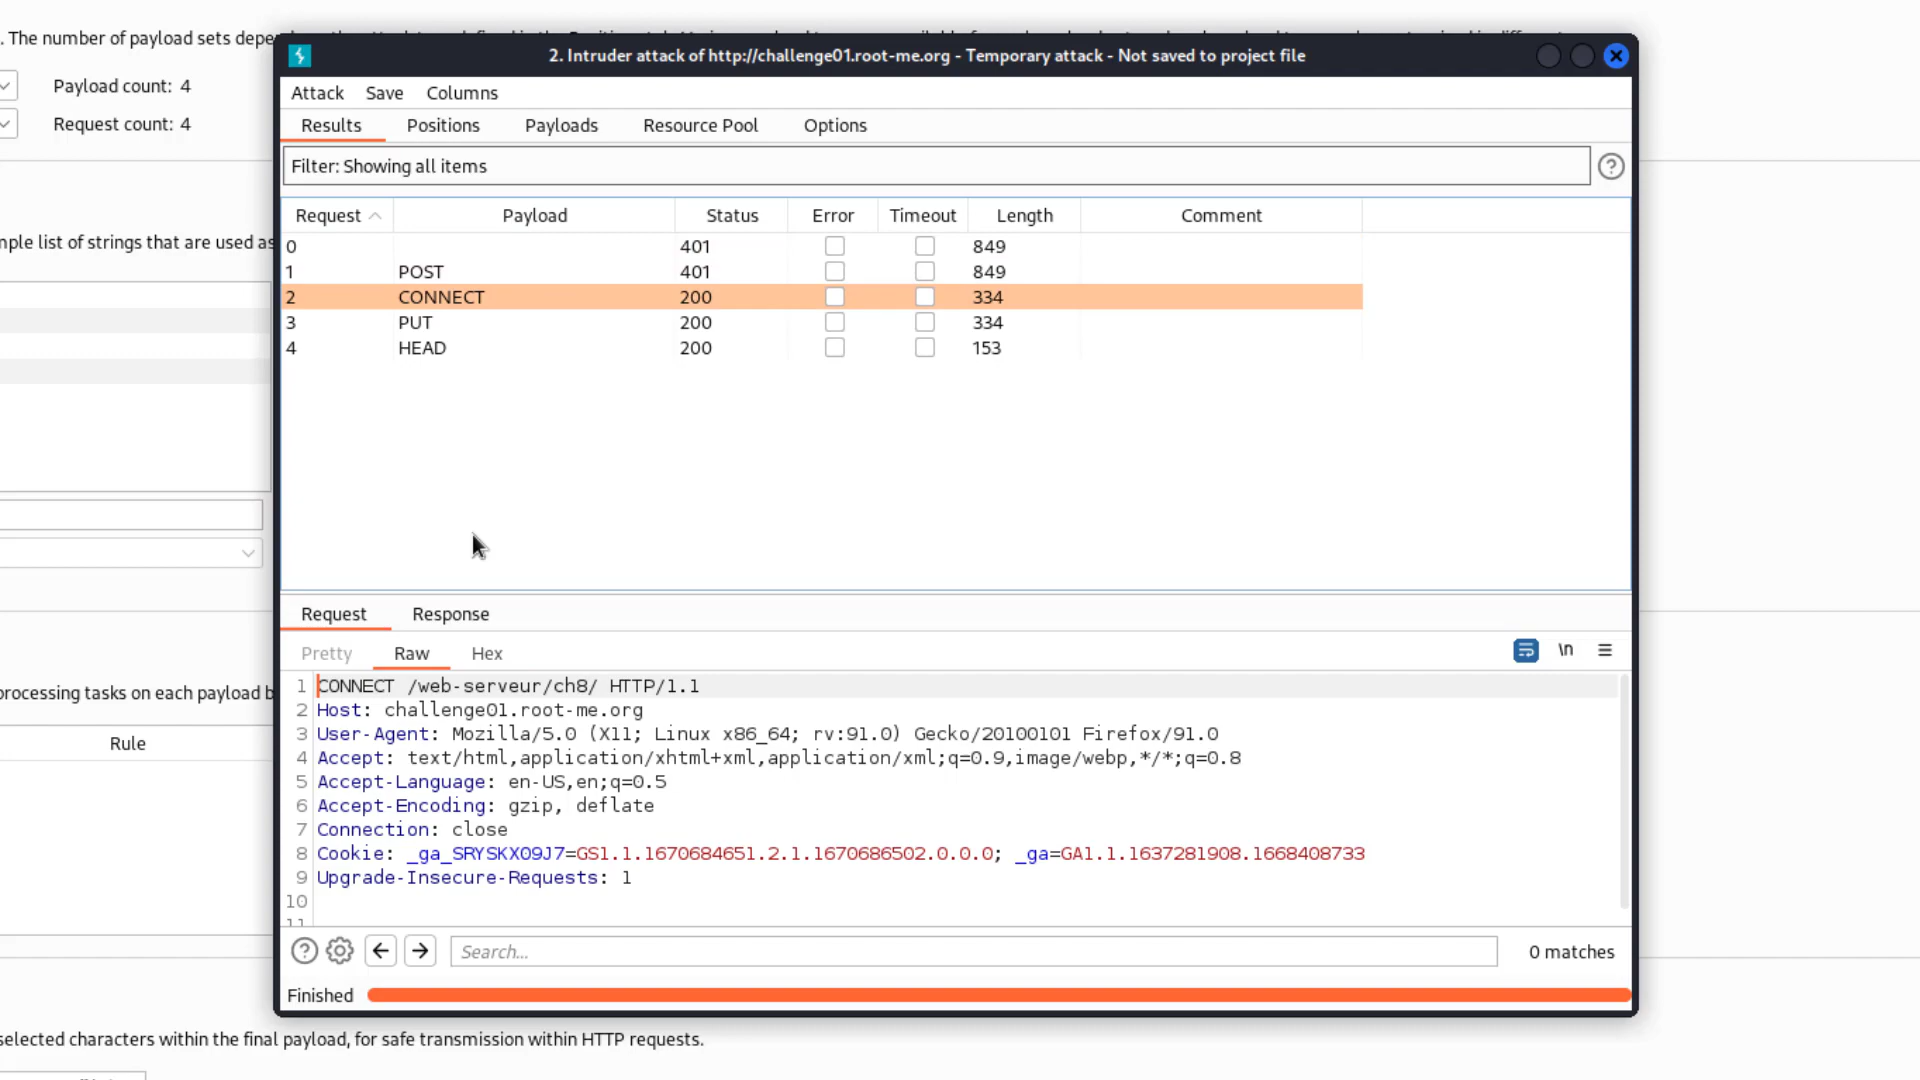 . The number of payload sets depe
2. Intruder attack of http://challenge01.root-me.org - Temporary attack - Not saved to project file
Payload count: 4
Request count: 4
Attack Save Columns
Results Positions Payloads Resource Pool Options
Filter: Showing all items
Request Payload Status Error Timeout Length Comment
mple list of strings that are used as
0 401 849
1 POST 401 849
2 CONNECT 200 334
3 PUT 200 334
4 HEAD 200 153
Request Response
Pretty Raw Hex
\n
processing tasks on each payload b
Rule
1 CONNECT /web-serveur/ch8/ HTTP/1.1
2 Host: challenge01.root-me.org
3 User-Agent: Mozilla/5.0 (X11; Linux x86_64; rv:91.0) Gecko/20100101 Firefox/91.0
4 Accept: text/html,application/xhtml+xml,application/xml;q=0.9,image/webp,*/*;q=0.8
5 Accept-Language: en-US,en;q=0.5
6 Accept-Encoding: gzip, deflate
7 Connection: close
8 Cookie: _ga_SRYSKX09J7=GS1.1.1670684651.2.1.1670686502.0.0.0; _ga=GA1.1.1637281908.1668408733
9 Upgrade-Insecure-Requests: 1
10
11
Search... 0 matches
Finished
selected characters within the final payload, for safe transmission within HTTP requests.